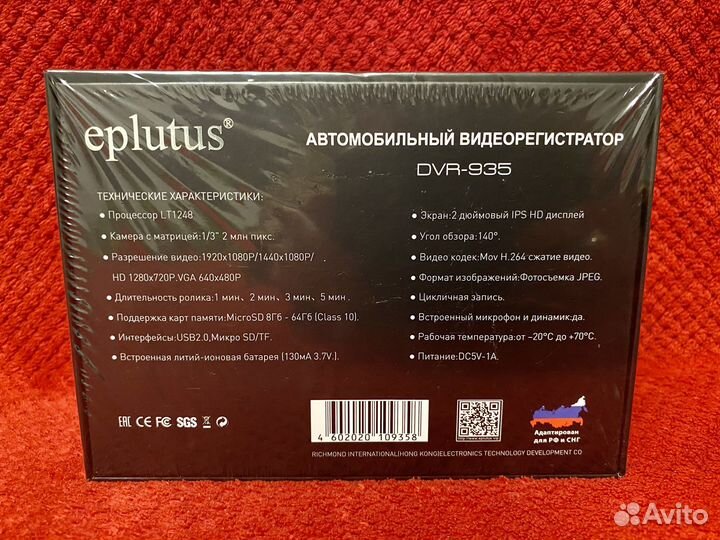 eplutus®
АВТОМОБИЛЬНЫЙ ВИДЕОРЕГИСТРАТОР
DVR-935
ТЕХНИЧЕСКИЕ ХАРАКТЕРИСТИКИ:
● Процессор LT1248
● Камера с матрицей:1/3" 2 млн пикс.
● Разрешение видео:1920x1080P/1440x1080P/
HD 1280x720P.VGA 640x480P
● Длительность ролика:1 мин、2 мин、3 мин、5 мин .
● Поддержка карт памяти:MicroSD 8Гб - 64Гб (Class 10).
● Интерфейсы:USB2.0,Микро SD/TF.
● Встроенная литий-ионовая батарея (130мА 3.7V.).
● Экран:2 дюймовый IPS HD дисплей
● Угол обзора:140°.
● Видео кодек:Mov H.264 сжатие видео.
● Формат изображений:Фотосъемка JPEG.
● Цикличная запись.
● Встроенный микрофон и динамик:да.
● Рабочая температура:от –20°C до +70°C.
● Питание:DC5V-1A.
EAC CE FC SGS
4 602020 109358
http://www.eplutus.ru/
Адаптирован
для РФ и СНГ
RICHMOND INTERNATIONAL(HONG KONG)ELECTRONICS TECHNOLOGY DEVELOPMENT CO
Avito